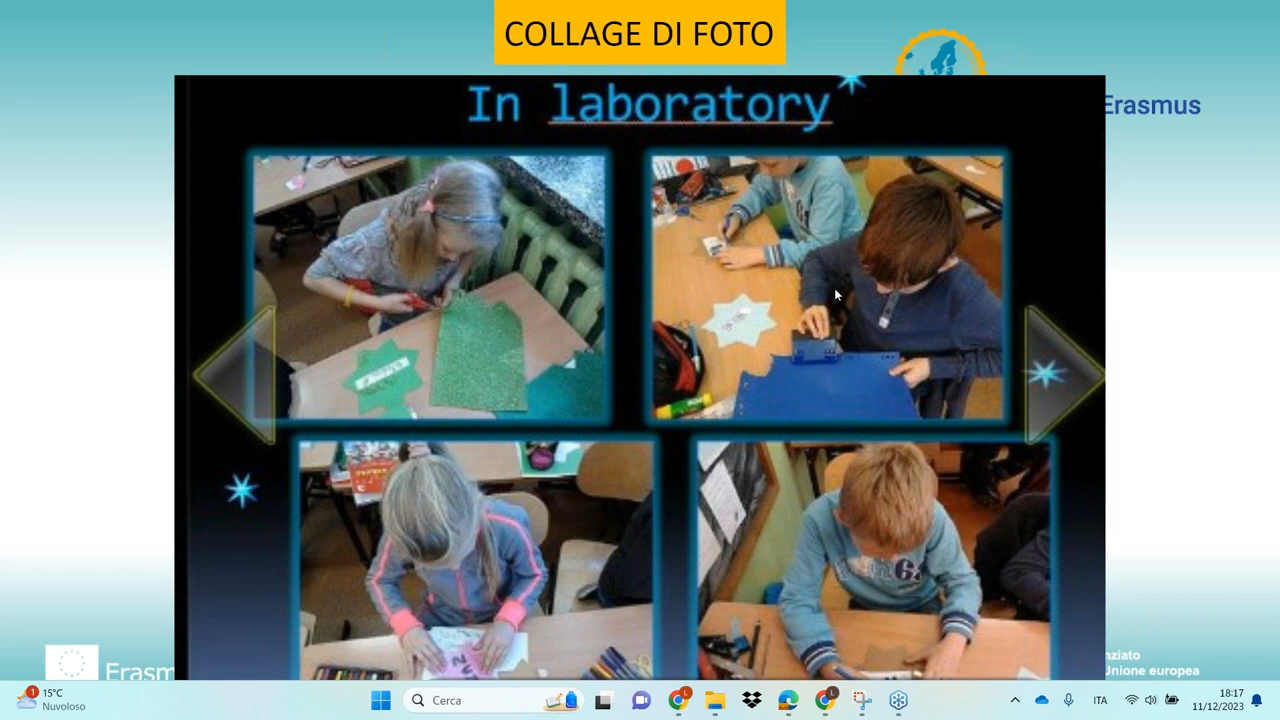 COLLAGE DI FOTO
In laboratory
Erasmus
Erasm
nziato
Unione europea
1
15°C
Nuvoloso
Cerca
L
L
ITA
18:17
11/12/2023